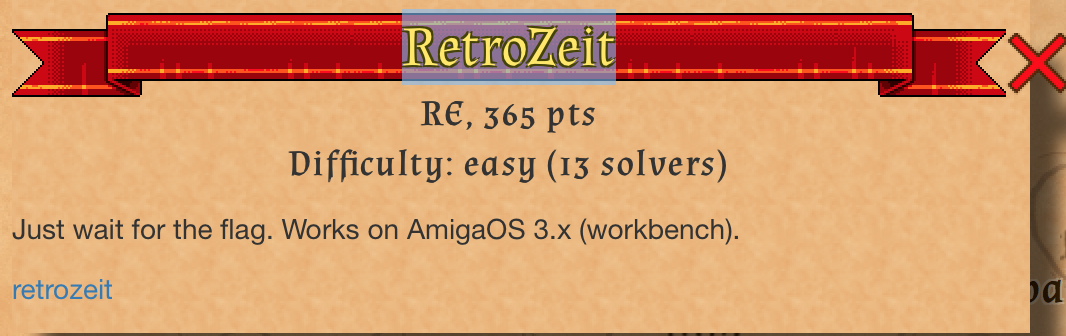 RetroZeit
RE, 365 pts
Difficulty: easy (13 solvers)
Just wait for the flag. Works on AmigaOS 3.x (workbench).
retrozeit